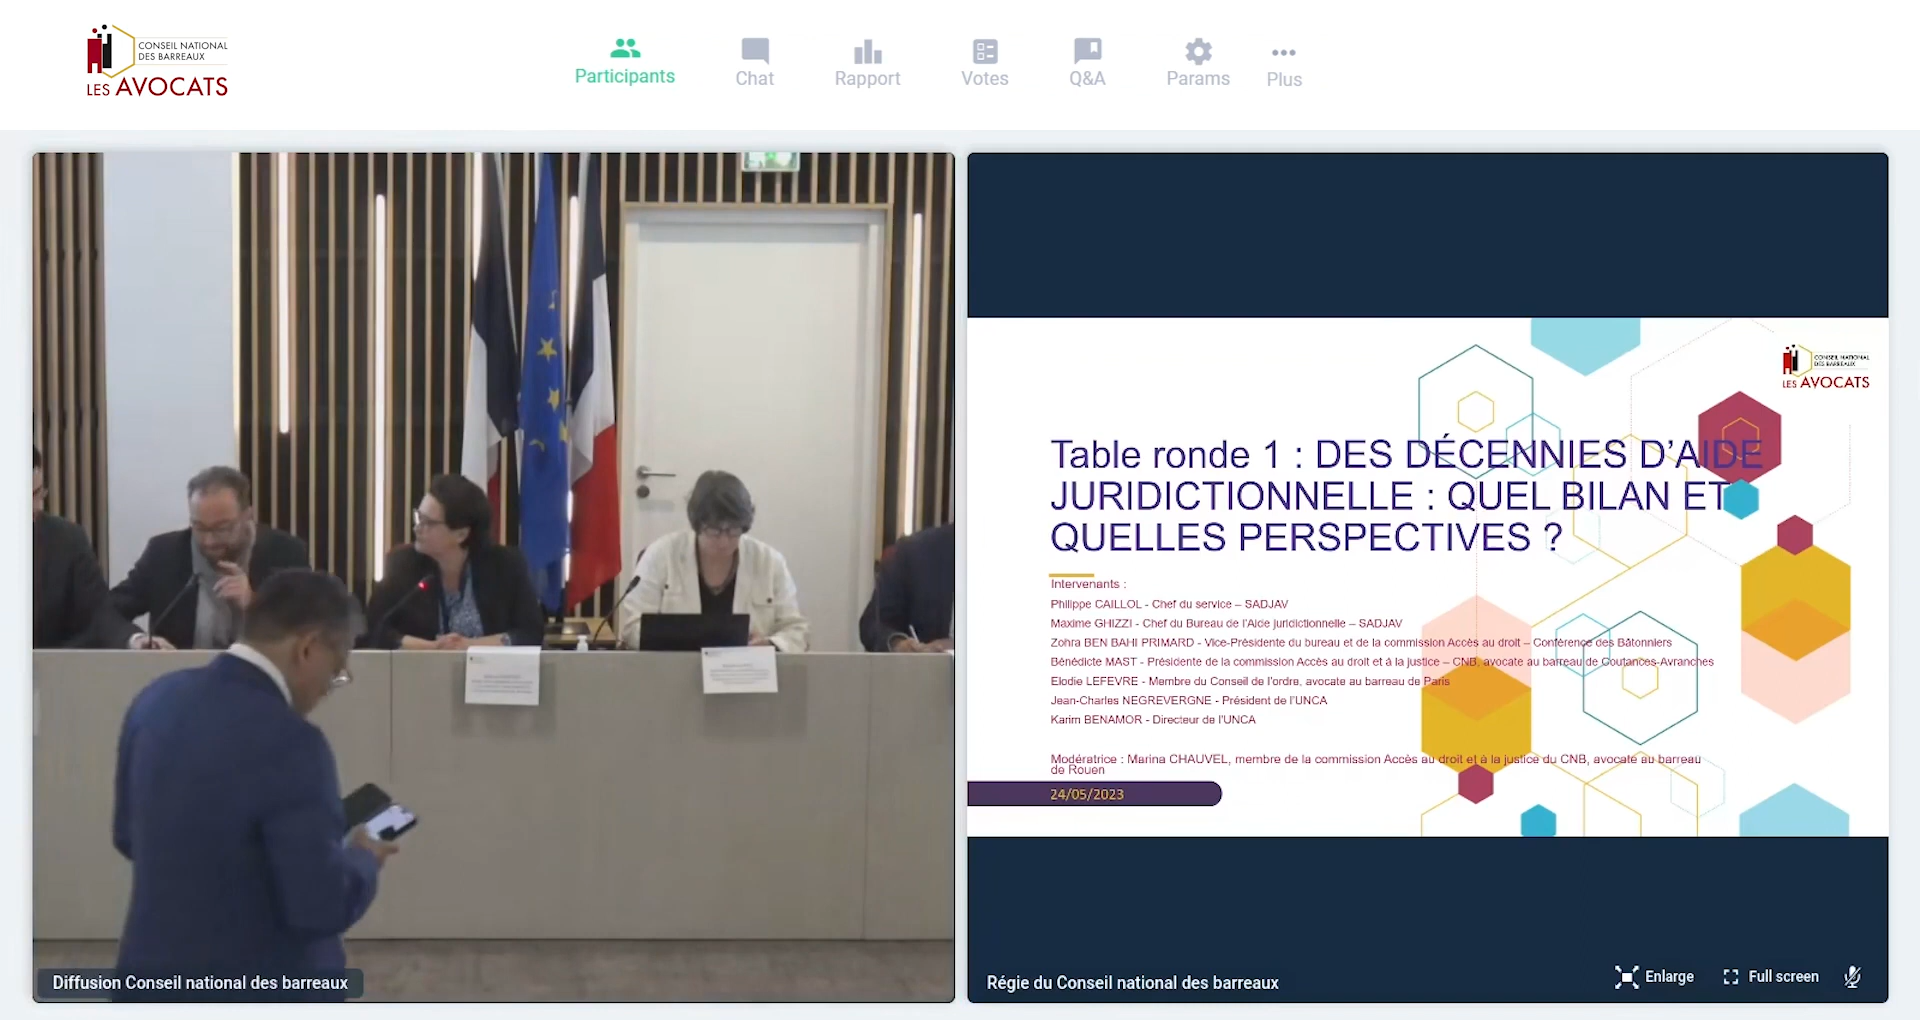 CONSEIL NATIONAL
DES BARREAUX
LES AVOCATS
Participants
Chat
Rapport
Votes
Q&A
Params
Plus
Diffusion Conseil national des barreaux
CONSEIL NATIONAL
DES BARREAUX
LES AVOCATS
Table ronde 1 : DES DÉCENNIES D’AIDE
JURIDICTIONNELLE : QUEL BILAN ET
QUELLES PERSPECTIVES ?
Intervenants :
Philippe CAILLOL - Chef du service – SADJAV
Maxime GHIZZI - Chef du Bureau de l’Aide juridictionnelle – SADJAV
Zohra BEN BAHI PRIMARD - Vice-Présidente du bureau et de la commission Accès au droit – Conférence des Bâtonniers
Bénédicte MAST - Présidente de la commission Accès au droit et à la justice – CNB, avocate au barreau de Coutances-Avranches
Elodie LEFEVRE - Membre du Conseil de l’ordre, avocate au barreau de Paris
Jean-Charles NEGREVERGNE - Président de l’UNCA
Karim BENAMOR - Directeur de l’UNCA
Modératrice : Marina CHAUVEL, membre de la commission Accès au droit et à la justice du CNB, avocate au barreau
de Rouen
24/05/2023
Régie du Conseil national des barreaux
Enlarge
Full screen